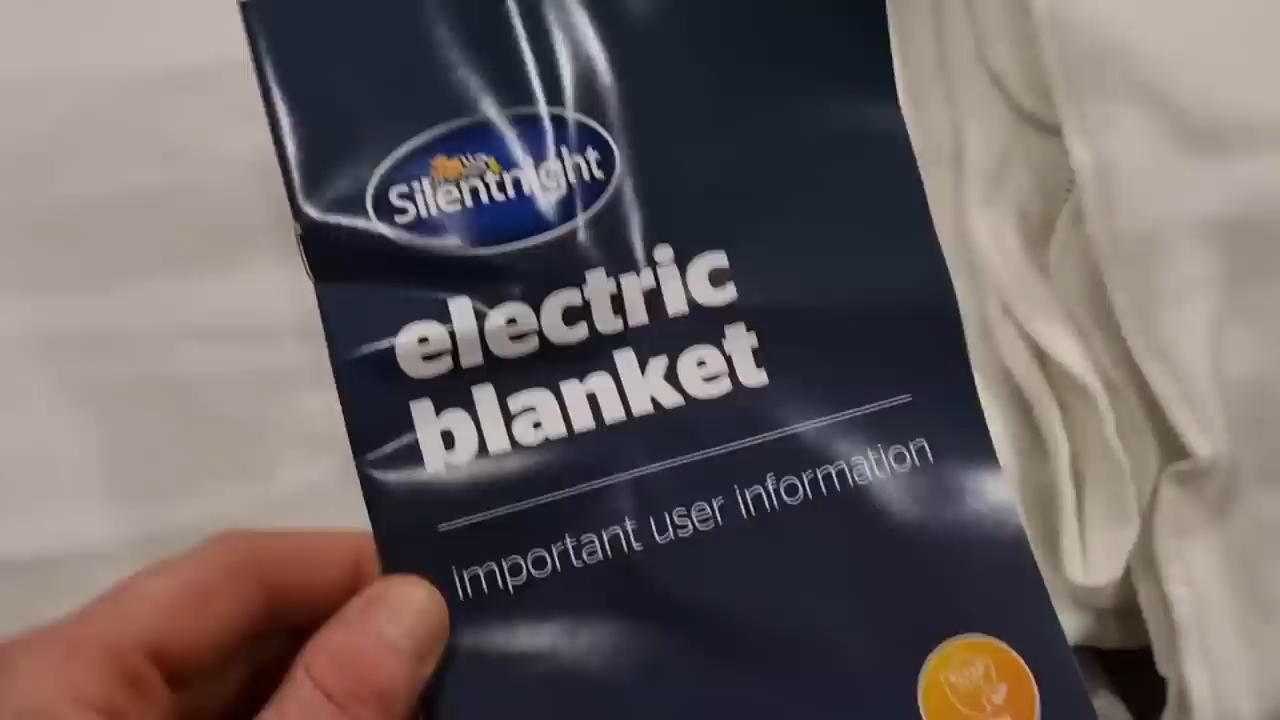 Silentnight
electric
blanket
Important user information